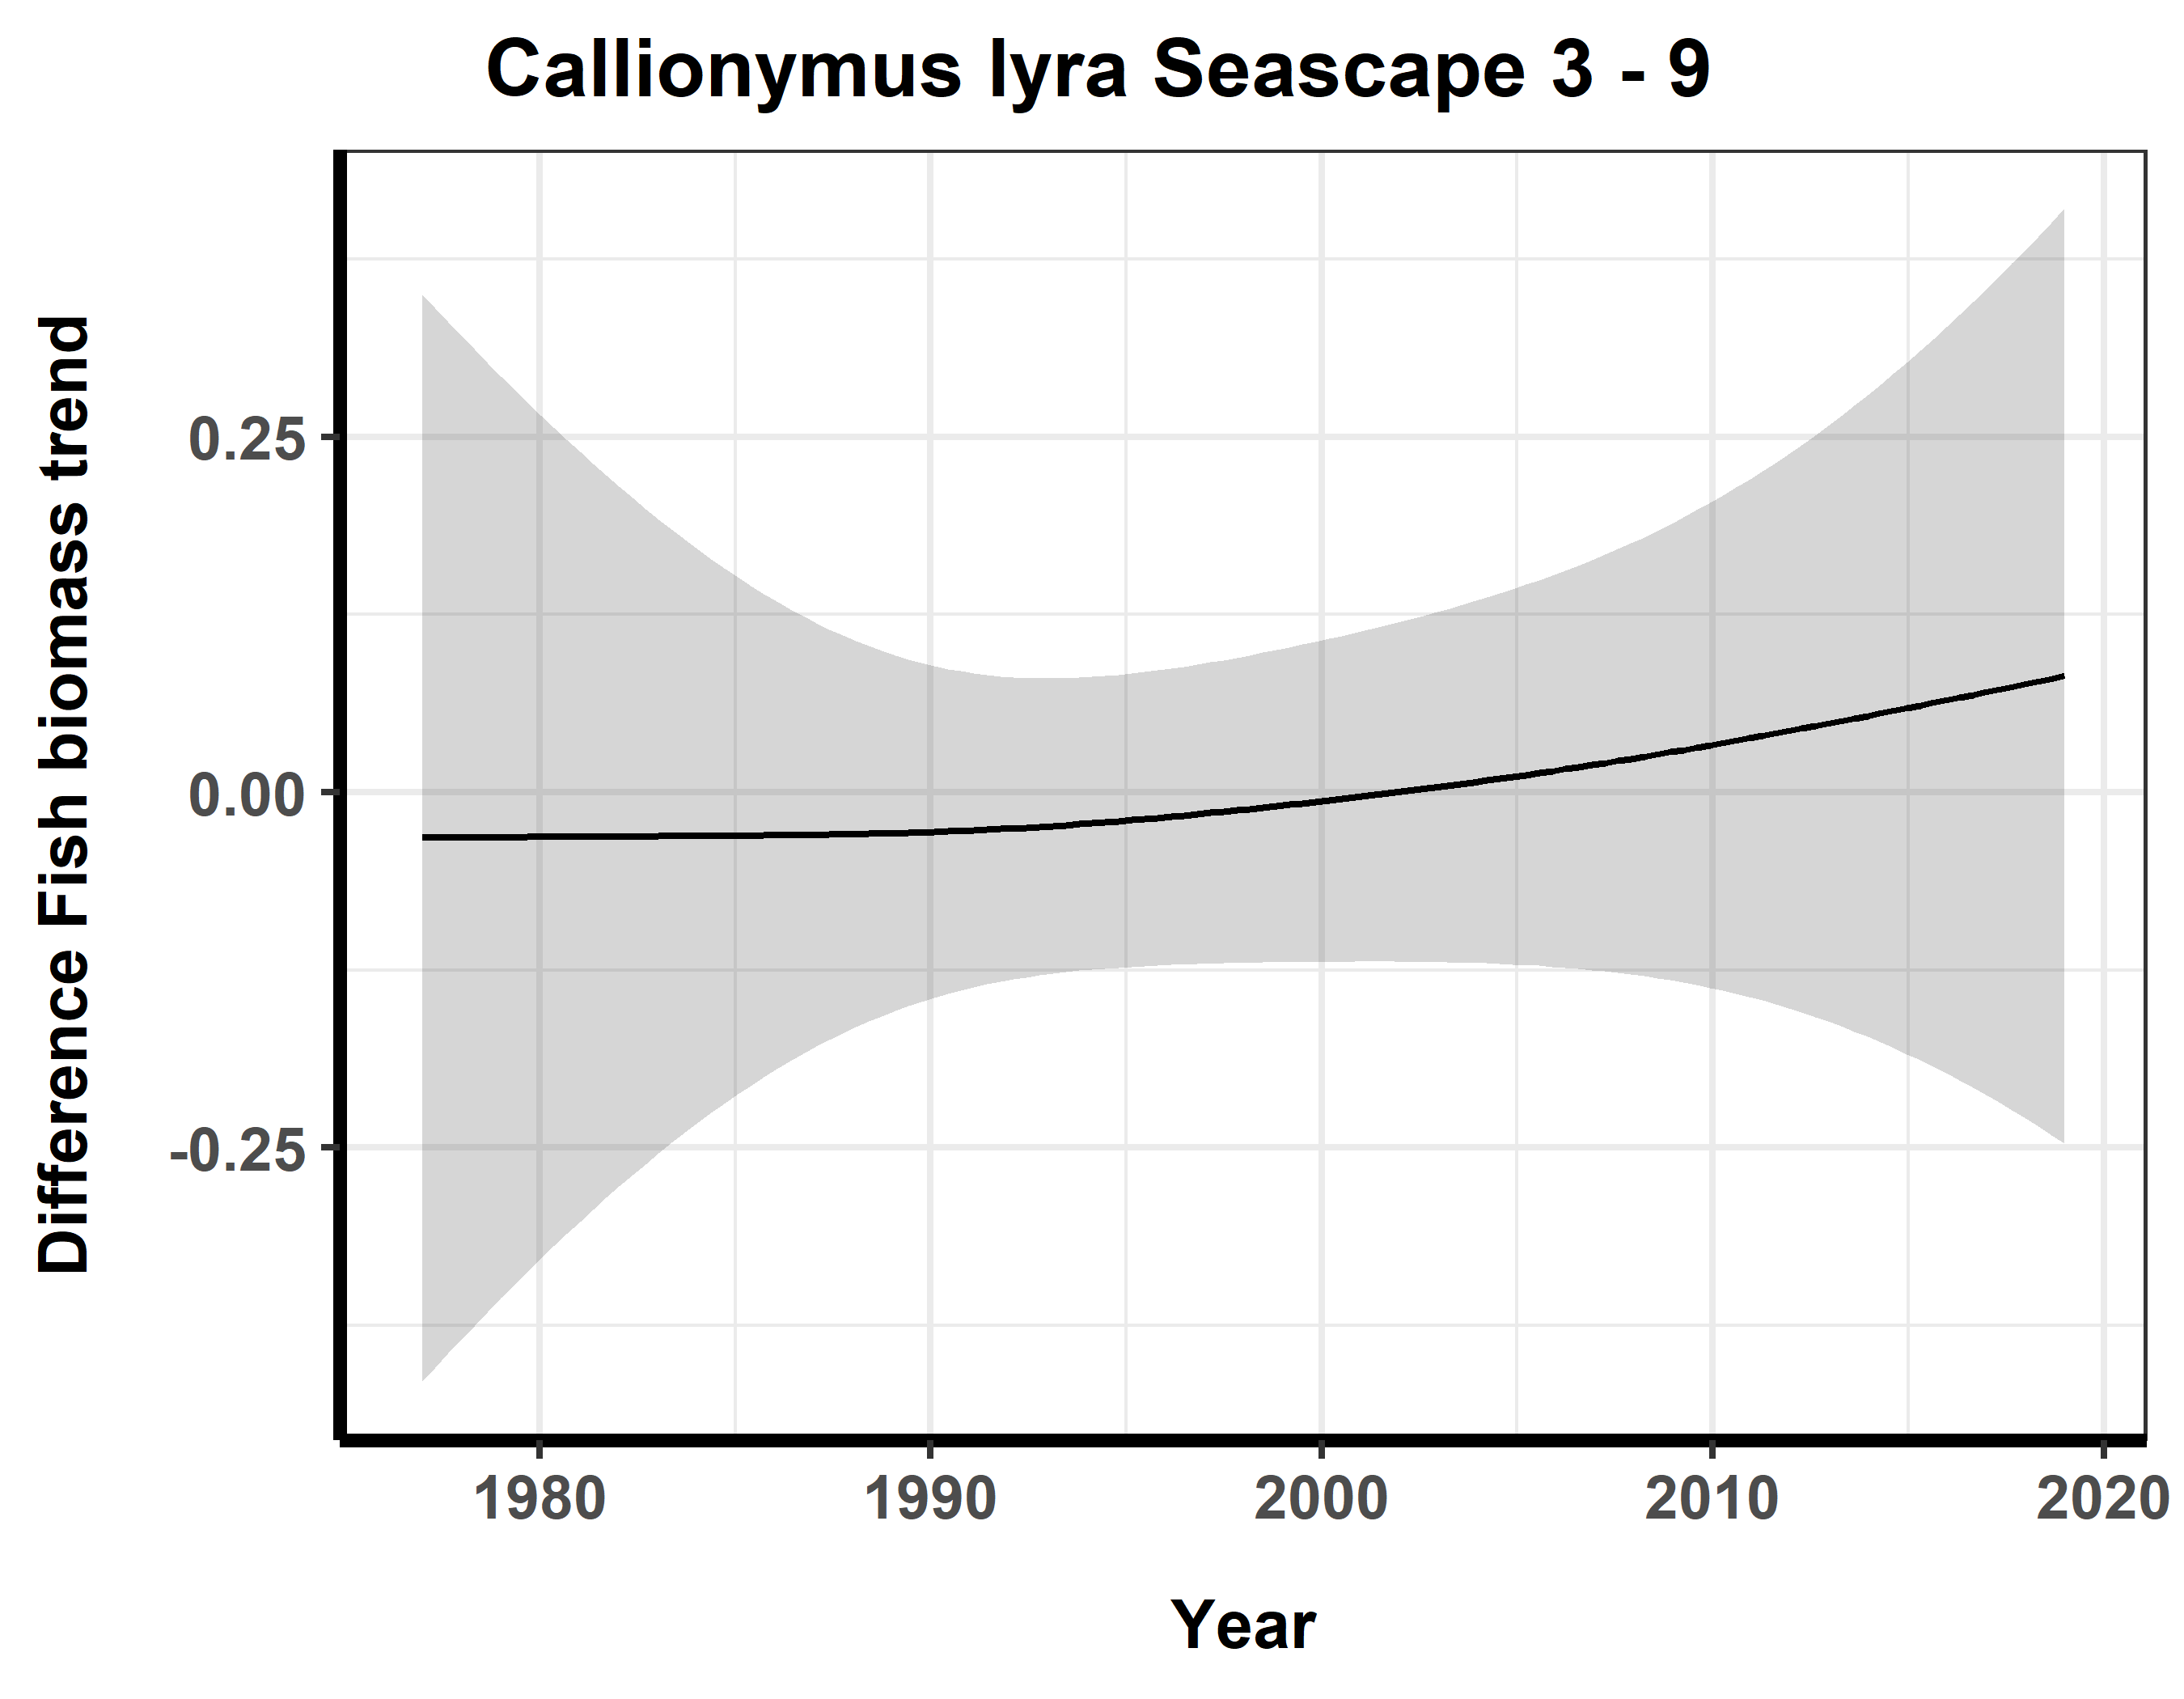 Callionymus lyra Seascape 3 - 9
Difference Fish biomass trend
0.25
0.00
-0.25
1980 1990 2000 2010 2020
Year